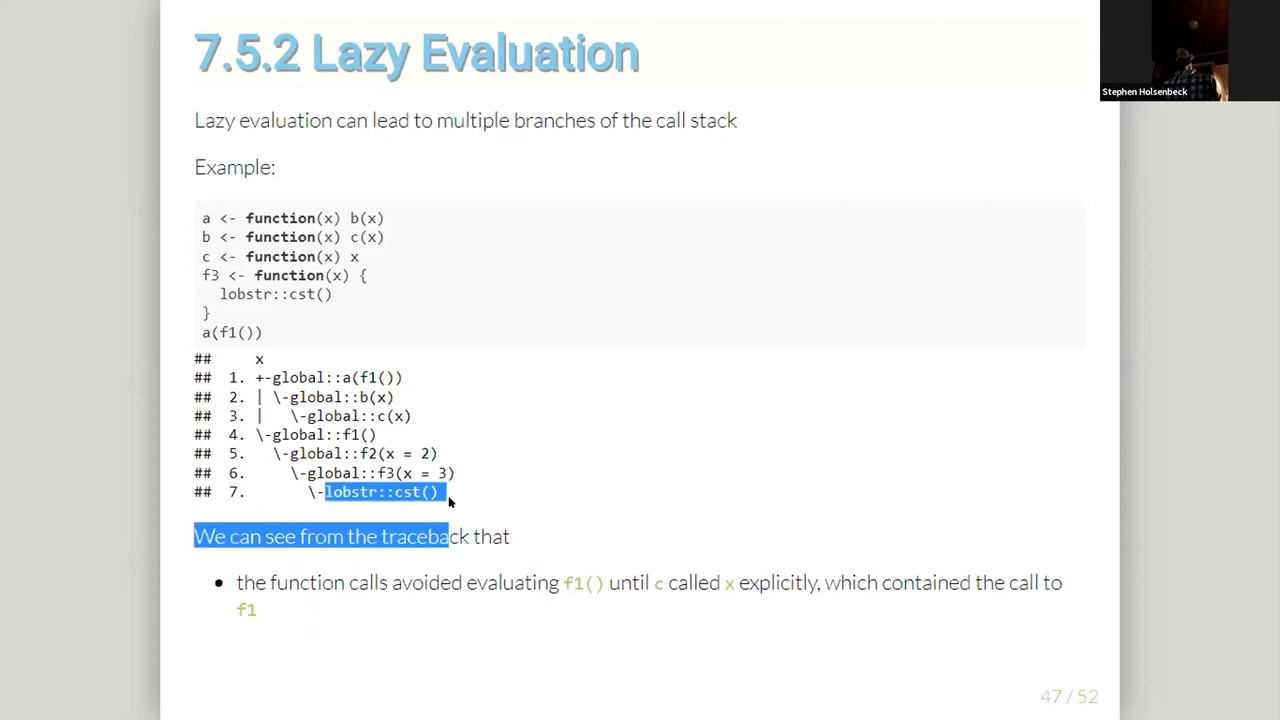 7.5.2 Lazy Evaluation
Stephen Holsenbeck
Lazy evaluation can lead to multiple branches of the call stack
Example:
a <- function(x) b(x)
b <- function(x) c(x)
c <- function(x) x
f3 <- function(x) {
  lobstr::cst()
}
a(f1())
##     x
##  1. +-global::a(f1())
##  2. | \-global::b(x)
##  3. |   \-global::c(x)
##  4. \-global::f1()
##  5.   \-global::f2(x = 2)
##  6.     \-global::f3(x = 3)
##  7.       \-lobstr::cst()
We can see from the traceback that
• the function calls avoided evaluating f1() until c called x explicitly, which contained the call to
f1
47 / 52